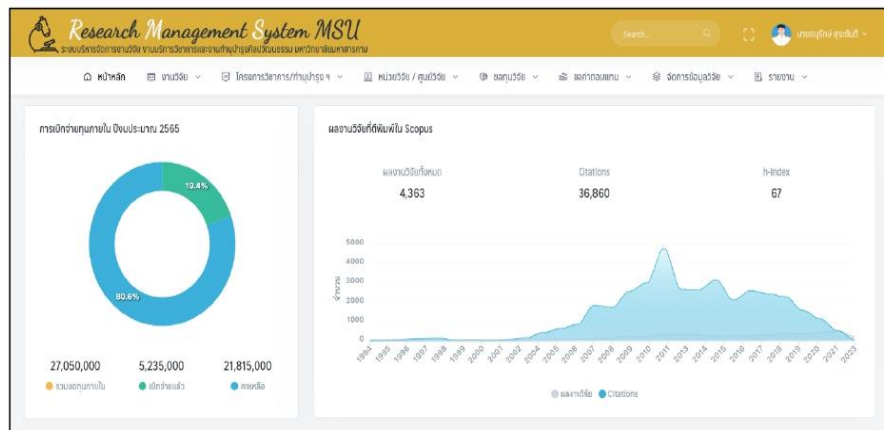 Research Management System MSU
ระบบบริหารจัดการงานวิจัย งานบริการวิชาการและงานทำนุบำรุงศิลปวัฒนธรรม มหาวิทยาลัยมหาสารคาม
Search...
หน้าหลัก
งานวิจัย
โครงการวิชาการ/ทำนุบำรุง ฯ
หน่วยวิจัย / ศูนย์วิจัย
ขอทุนวิจัย
ขอค่าตอบแทน
จัดการข้อมูลวิจัย
รายงาน
การเบิกจ่ายทุนภายใน ปีงบประมาณ 2565
19.4%
80.6%
27,050,000 5,235,000 21,815,000
รวมขอทุนภายใน เบิกจ่ายแล้ว คงเหลือ
ผลงานวิจัยที่ตีพิมพ์ใน Scopus
ผลงานวิจัยทั้งหมด Citations h-index
4,363 36,860 67
5000
4000
3000
2000
1000
0
จำนวน
1994 1995 1996 1997 1998 1999 2000 2001 2002 2004 2005 2006 2007 2008 2009 2010 2011 2012 2013 2014 2015 2016 2017 2018 2019 2020 2021 2023
ผลงานวิจัย Citations